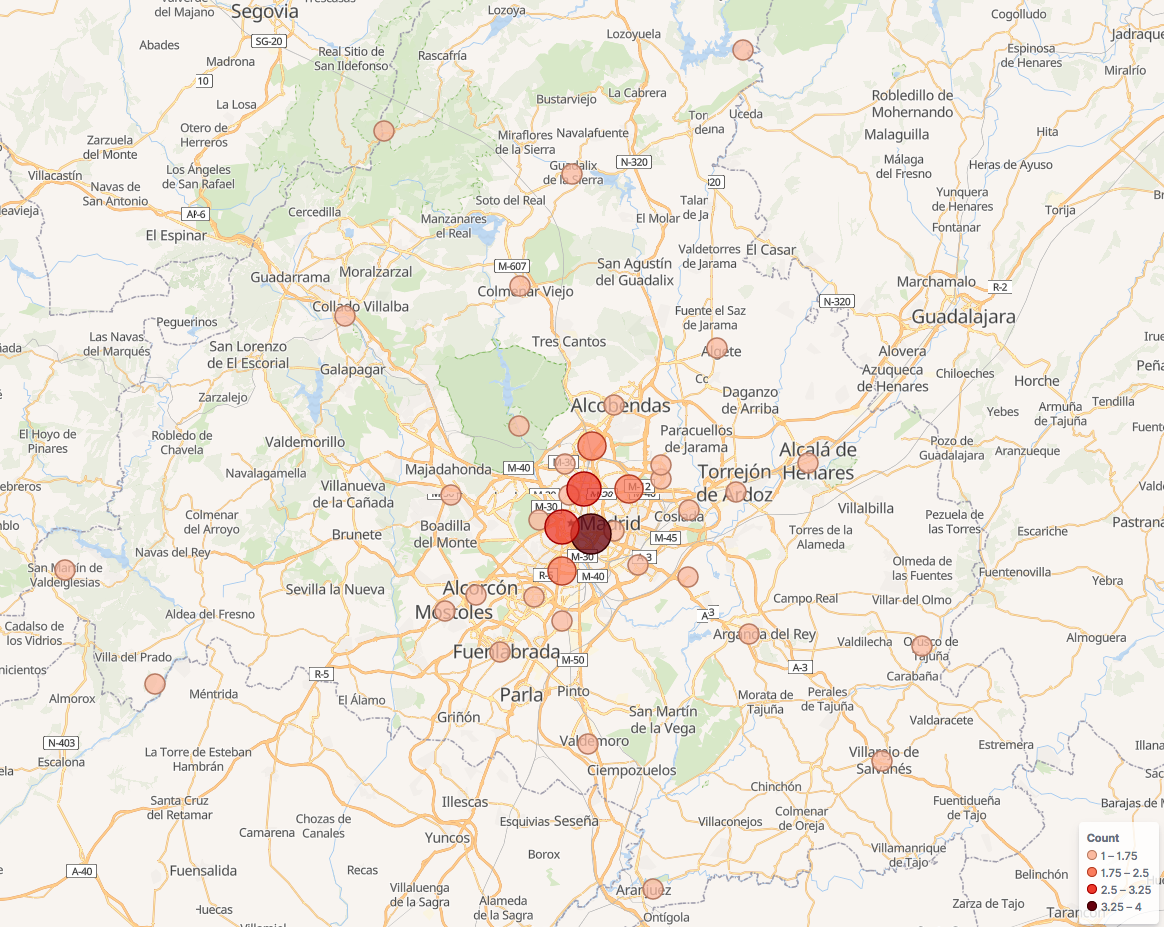 Valverde
del Majano
Segovia
Lozoya
Cogolludo
Jadraque
SG-20
Abades
Real Sitio de
San Ildefonso
Rascafría
Lozoyuela
Espinosa
de Henares
Madrona
Miralrío
10
La Cabrera
Bustarviejo
Robledillo de
Mohernando
La Losa
Uceda
Otero de
Herreros
Miraflores
de la Sierra
Navalafuente
Malaguilla
Hita
Zarzuela
del Monte
N-320
Málaga
del Fresno
Heras de Ayuso
Villacastín
Los Ángeles
de San Rafael
Guadalix
de la Sierra
Navas de
San Antonio
Soto del Real
Yunquera
de Henares
Cercedilla
Torija
AP-6
Manzanares
el Real
El Molar
Fontanar
El Espinar
Valdetorres
de Jarama
El Casar
M-607
San Agustín
del Guadalix
Guadarrama
Moralzarzal
Marchamalo
R-2
Colmenar Viejo
N-320
Collado Villalba
Fuente el Saz
de Jarama
Guadalajara
Peguerinos
Las Navas
del Marqués
San Lorenzo
de El Escorial
Tres Cantos
Algete
Alovera
Galapagar
Azuqueca
de Henares
Chiloeches
Horche
Zarzalejo
Daganzo
de Arriba
Tendilla
Alcobendas
Yebes
Armuña
de Tajuña
El Hoyo de
Pinares
Robledo de
Chavela
Valdemorillo
Paracuellos
de Jarama
Pozo de
Guadalajara
Aranzueque
Alcalá de
Henares
Majadahonda
M-40
M-30
Navalagamella
Torrejón
de Ardoz
Villanueva
de la Cañada
M-12
M-30
Villalbilla
Colmenar
del Arroyo
Boadilla
del Monte
Madrid
Coslada
Pezuela de
las Torres
Escariche
Brunete
M-45
Torres de la
Alameda
Navas del Rey
M-30
San Martín de
Valdeiglesias
M-40
Olmeda de
las Fuentes
Fuentenovilla
Yebra
Sevilla la Nueva
Alcorcón
Móstoles
Campo Real
Villar del Olmo
Aldea del Fresno
Cadalso de
los Vidrios
Arganda del Rey
Valdilecha
Orusco de
Tajuña
Almoguera
Villa del Prado
Fuenlabrada
M-50
A-3
Carabaña
R-5
Almorox
Méntrida
El Álamo
Parla
Pinto
Morata de
Tajuña
Perales
de Tajuña
Griñón
San Martín
de la Vega
Valdaracete
N-403
Valdemoro
Estremera
Escalona
La Torre de Esteban
Hambrán
Villarejo de
Salvanés
Ciempozuelos
Chinchón
Santa Cruz
del Retamar
Illescas
Fuentidueña
de Tajo
Barajas de
Chozas de
Canales
Esquivias
Seseña
Villaconejos
Colmenar
de Oreja
Camarena
Yuncos
Villamanrique
de Tajo
Borox
A-40
Fuensalida
Recas
Belinchón
Villaluenga
de la Sagra
Aranjuez
Alameda
de la Sagra
Huecas
Ontígola
Zarza de Tajo
Tarancón
Count
1 – 1.75
1.75 – 2.5
2.5 – 3.25
3.25 – 4